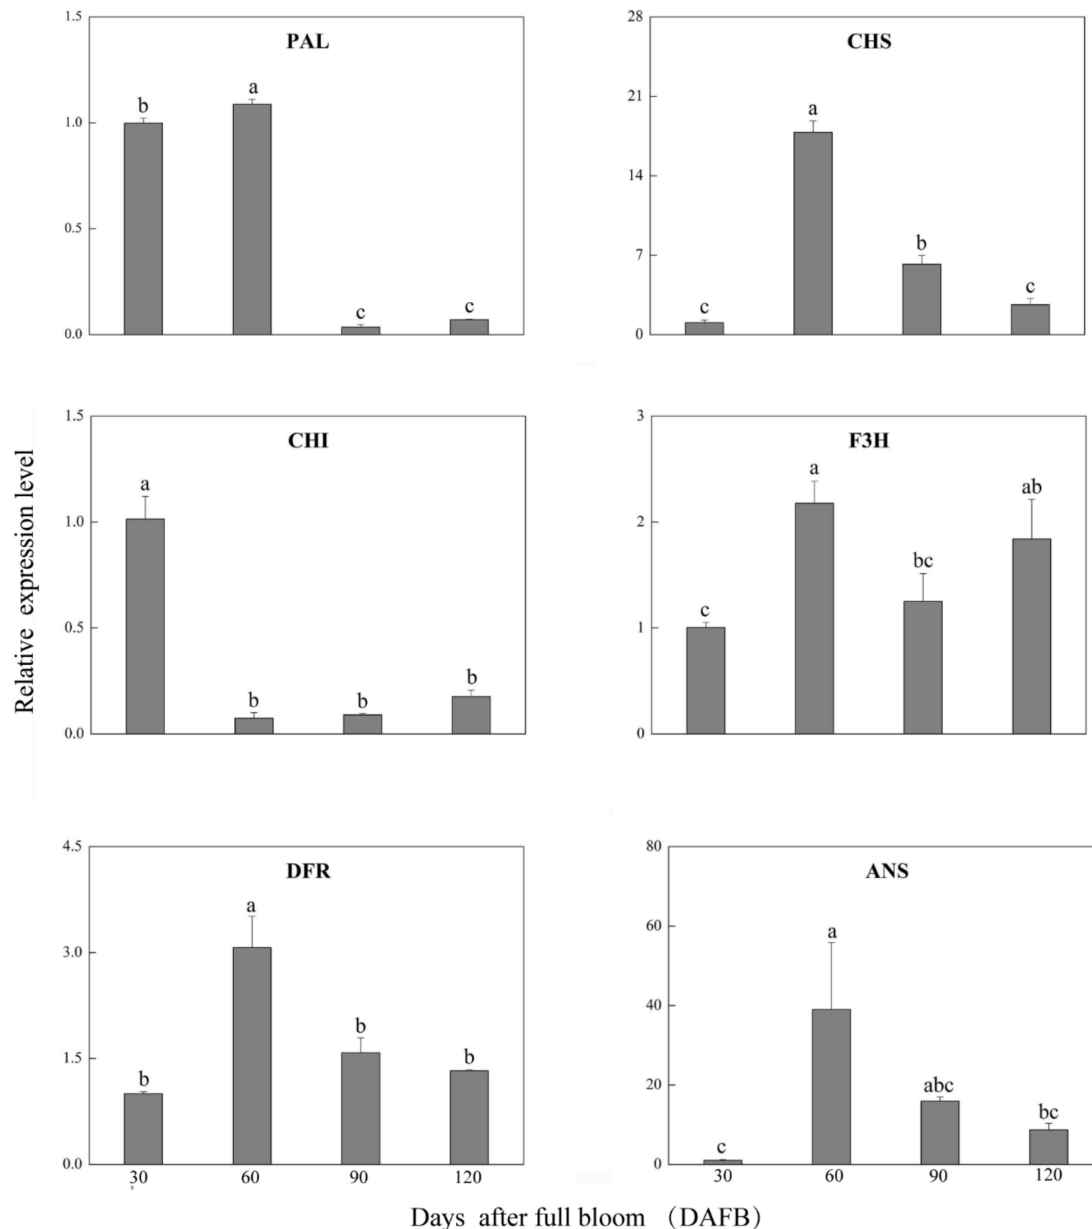 PAL
1.5
1.0
0.5
0.0
b
a
c
c
CHS
28
21
14
7
0
c
a
b
c
CHI
1.5
1.0
0.5
0.0
a
b
b
b
F3H
3
2
1
0
c
a
bc
ab
DFR
4.5
3.0
1.5
0.0
b
a
b
b
30 60 90 120
ANS
80
60
40
20
0
c
a
abc
bc
30 60 90 120
Relative expression level
Days after full bloom （DAFB）